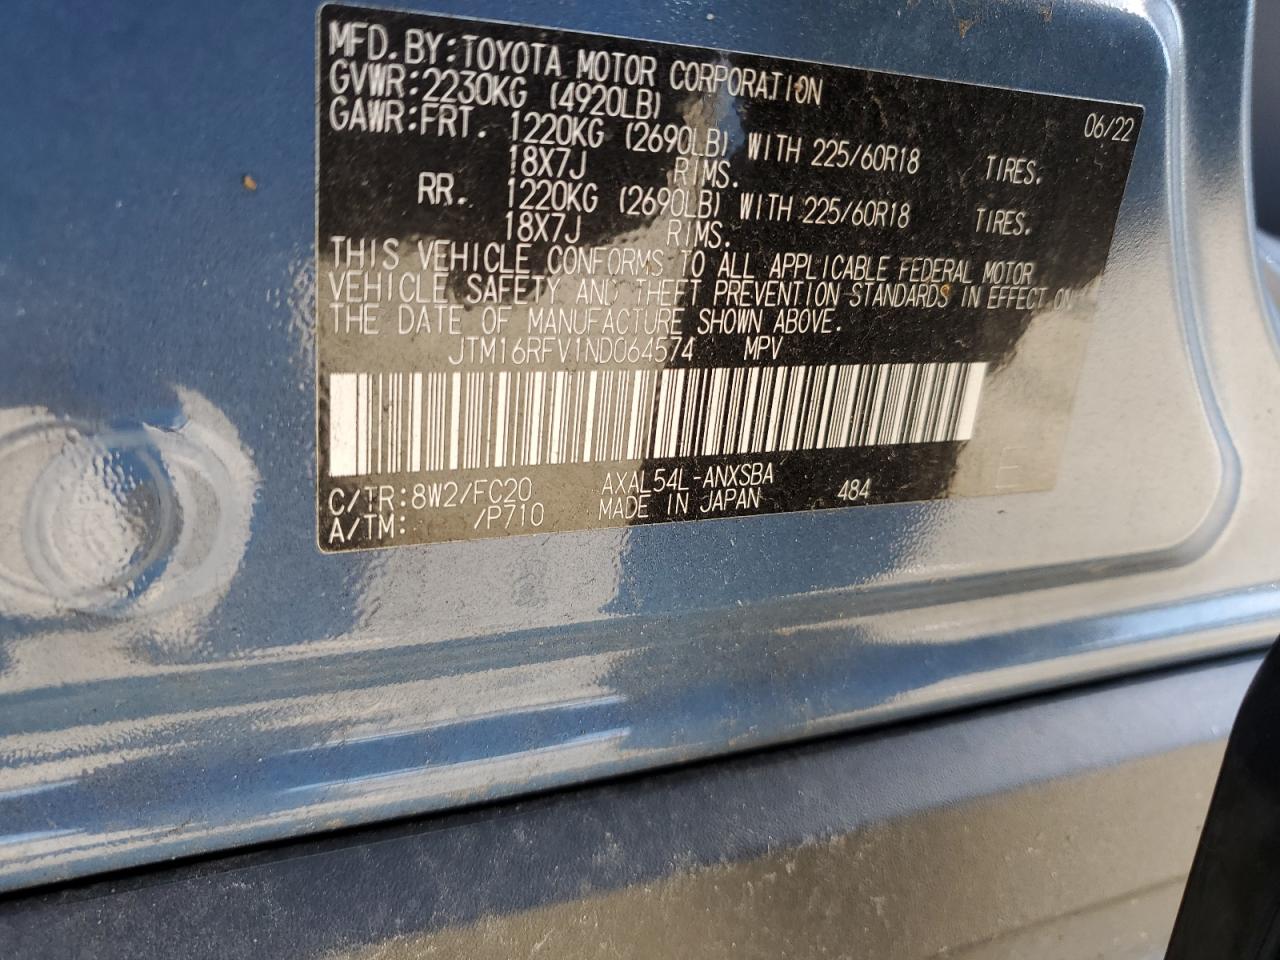 MFD.BY:TOYOTA MOTOR CORPORATION 06/22
GVWR:2230KG (4920LB)
GAWR:FRT. 1220KG (2690LB) WITH 225/60R18 TIRES.
18X7J RIMS.
RR. 1220KG (2690LB) WITH 225/60R18 TIRES.
18X7J RIMS.
THIS VEHICLE CONFORMS TO ALL APPLICABLE FEDERAL MOTOR
VEHICLE SAFETY AND THEFT PREVENTION STANDARDS IN EFFECT ON
THE DATE OF MANUFACTURE SHOWN ABOVE.
JTM16RFV1ND064574 MPV
C/TR:8W2/FC20 AXAL54L-ANXSBA 484 E
A/TM: /P710 MADE IN JAPAN